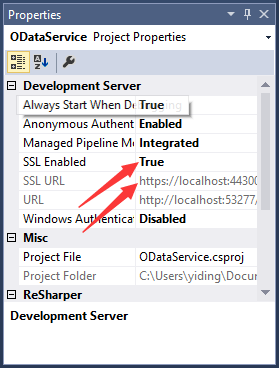 Properties
ODataService Project Properties
Development Server
Always Start When De True
Anonymous Authent Enabled
Managed Pipeline Mo Integrated
SSL Enabled True
SSL URL https://localhost:44300
URL http://localhost:53277/
Windows Authentica Disabled
Misc
Project File ODataService.csproj
Project Folder C:\Users\yiding\Docu
ReSharper
Development Server